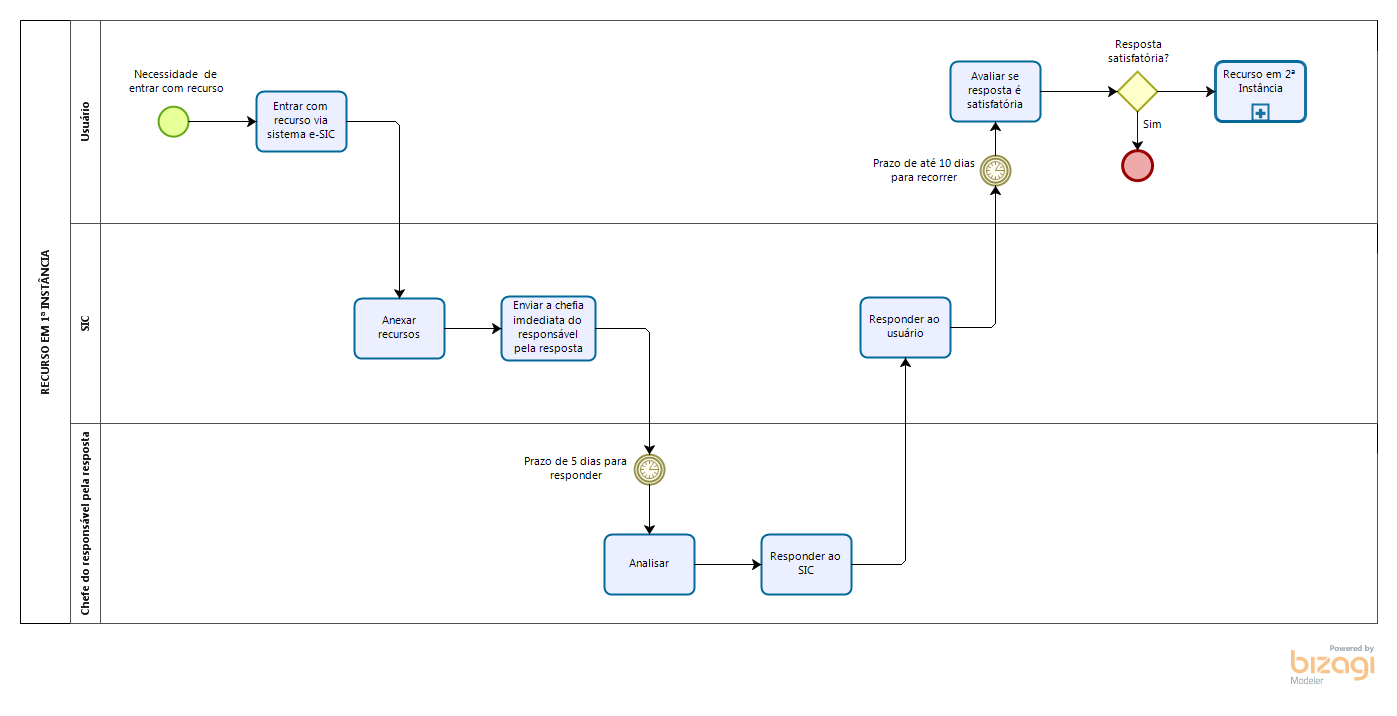 RECURSO EM 1ª INSTÂNCIA
Usuário
Necessidade de
entrar com recurso
Entrar com
recurso via
sistema e-SIC
Avaliar se
resposta é
satisfatória
Prazo de até 10 dias
para recorrer
Resposta
satisfatória?
Sim
Recurso em 2ª
Instância
SIC
Anexar
recursos
Enviar a chefia
imdediata do
responsável
pela resposta
Responder ao
usuário
Chefe do responsável pela resposta
Prazo de 5 dias para
responder
Analisar
Responder ao
SIC
Powered by
bizagi
Modeler